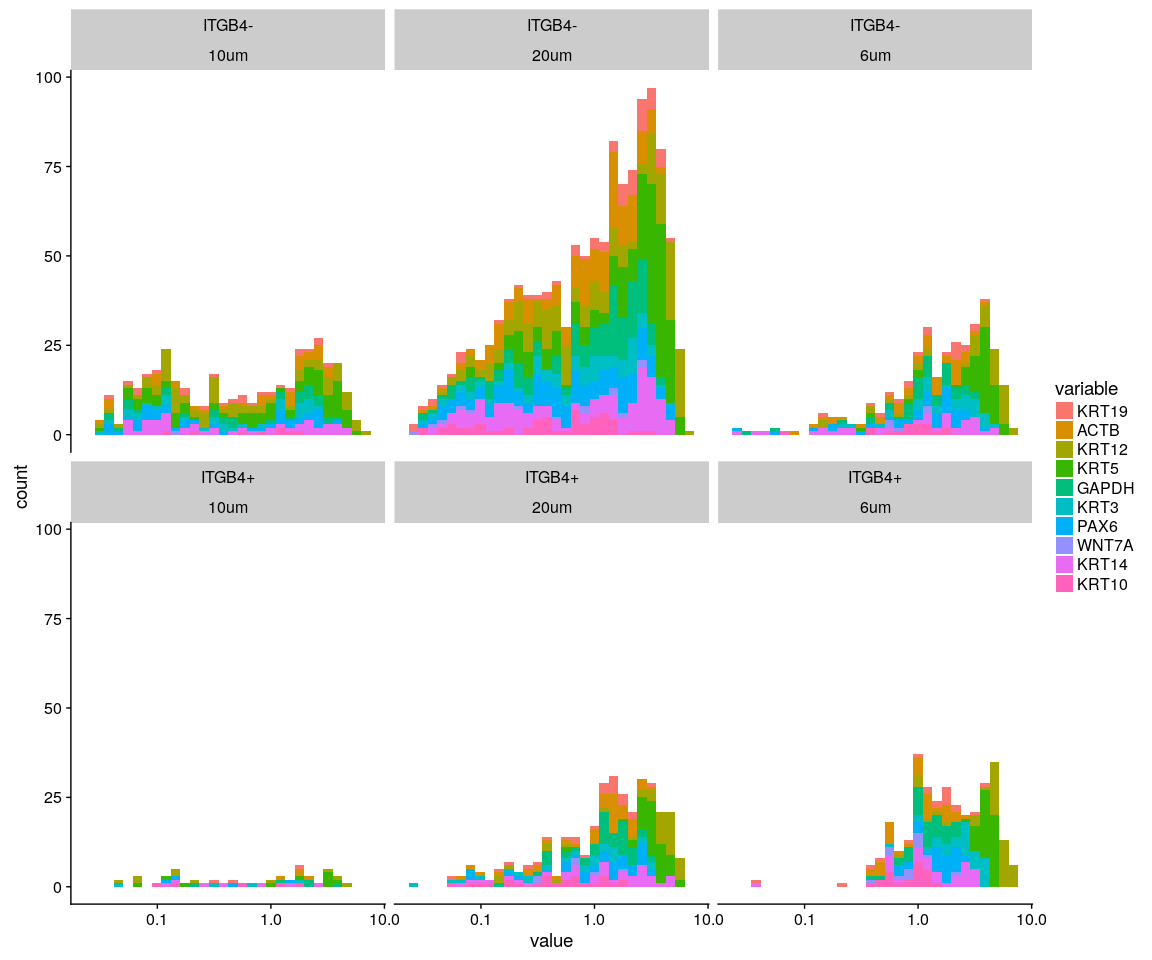 ITGB4-
10um
ITGB4-
20um
ITGB4-
6um
100
75
50
25
0
ITGB4+
10um
ITGB4+
20um
ITGB4+
6um
100
75
50
25
0
0.1
1.0
10.0
0.1
1.0
10.0
0.1
1.0
10.0
value
count
variable
KRT19
ACTB
KRT12
KRT5
GAPDH
KRT3
PAX6
WNT7A
KRT14
KRT10